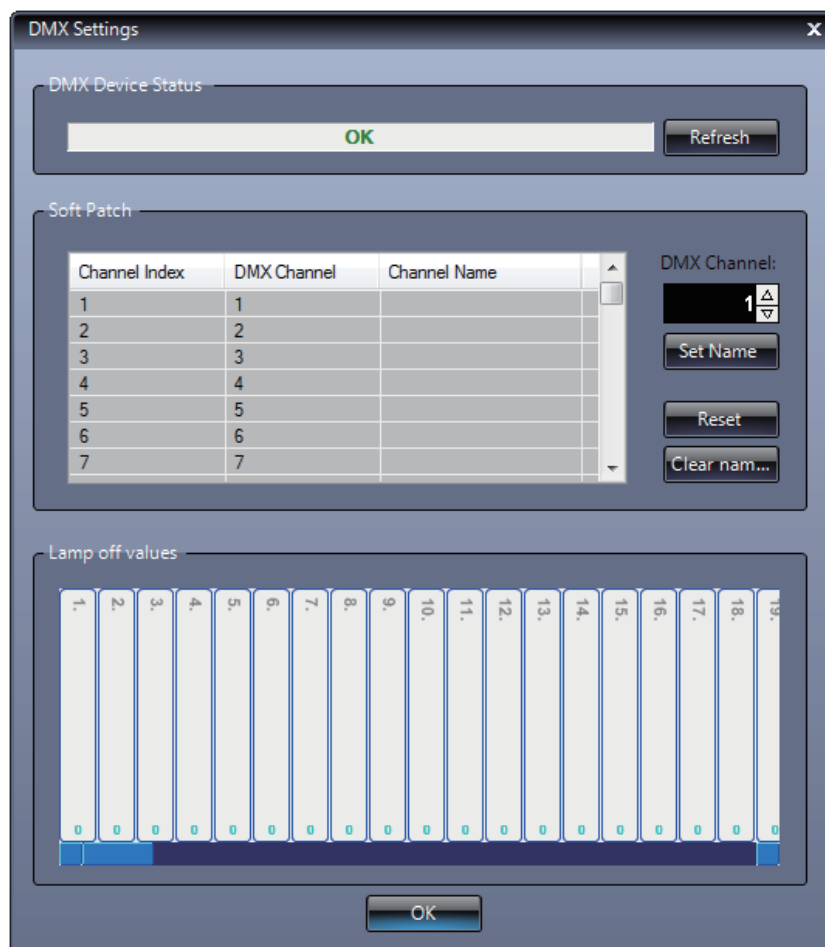 DMX Settings X
DMX Device Status
OK Refresh
Soft Patch
Channel Index DMX Channel Channel Name DMX Channel:
1 1 1
2 2
3 3 Set Name
4 4
5 5 Reset
6 6
7 7 Clear nam...
Lamp off values
1. 2. 3. 4. 5. 6. 7. 8. 9. 10. 11. 12. 13. 14. 15. 16. 17. 18. 19.
0 0 0 0 0 0 0 0 0 0 0 0 0 0 0 0 0 0 0
OK